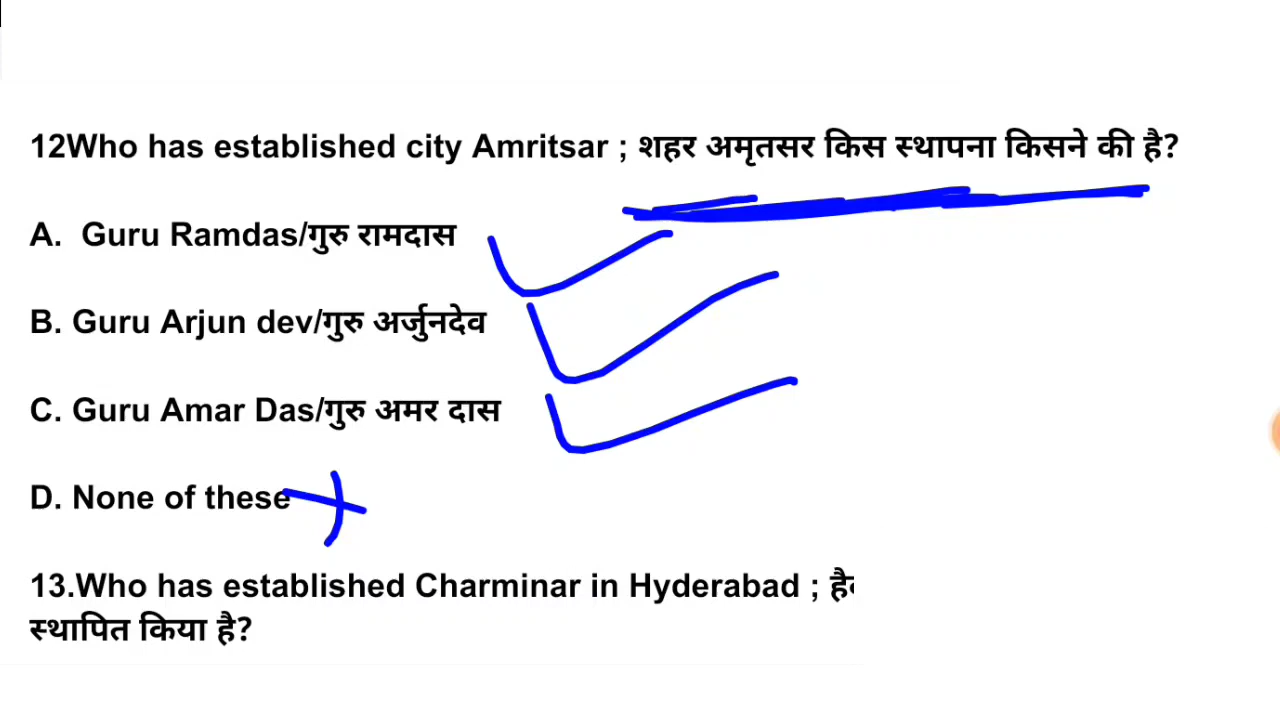 12Who has established city Amritsar ; शहर अमृतसर किस स्थापना किसने की है?
A. Guru Ramdas/गुरु रामदास
B. Guru Arjun dev/गुरु अर्जुनदेव
C. Guru Amar Das/गुरु अमर दास
D. None of these
13.Who has established Charminar in Hyderabad ;
स्थापित किया है?